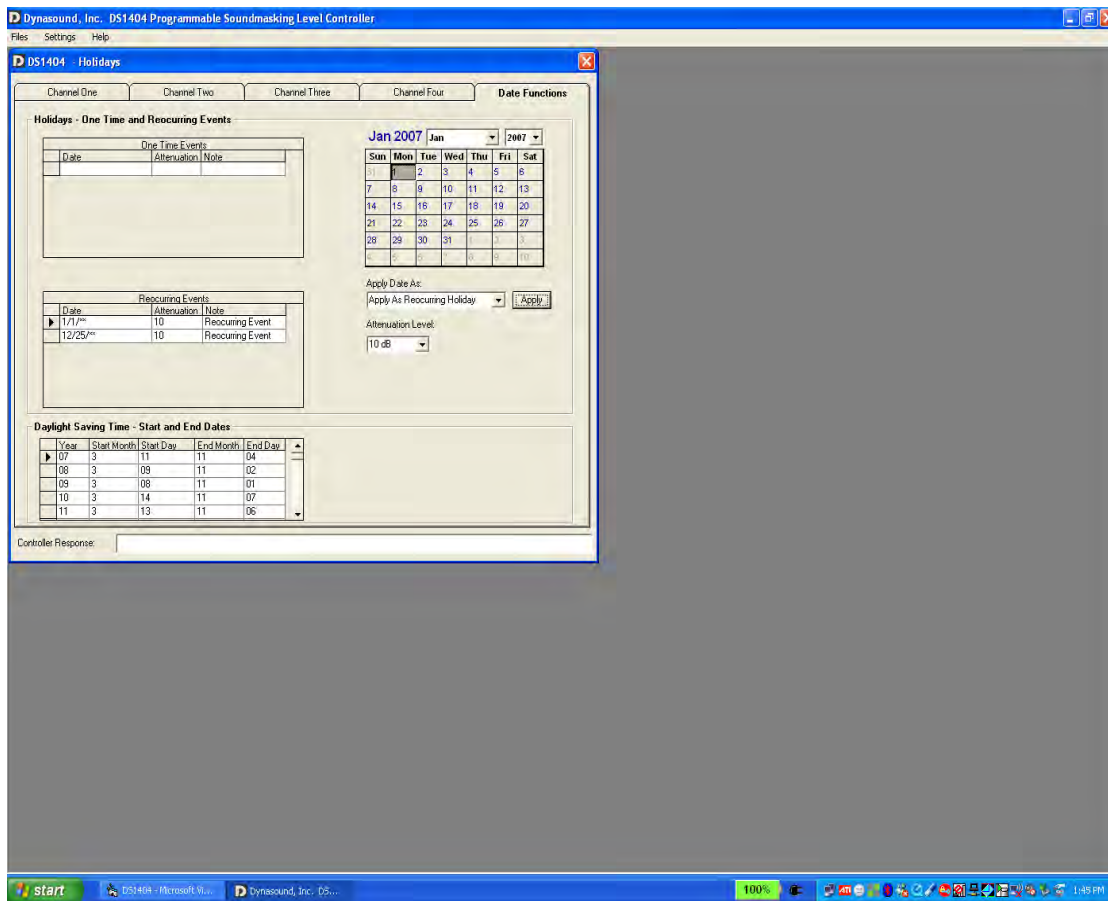 Dynasound, Inc. DS1404 Programmable Soundmasking Level Controller
Files Settings Help
DS1404 - Holidays
Channel One Channel Two Channel Three Channel Four Date Functions
Holidays - One Time and Reocurring Events
One Time Events
Date Attenuation Note
Jan 2007 Jan 2007
Sun Mon Tue Wed Thu Fri Sat
31 1 2 3 4 5 6
7 8 9 10 11 12 13
14 15 16 17 18 19 20
21 22 23 24 25 26 27
28 29 30 31 1 2 3
4 5 6 7 8 9 10
Apply Date As:
Apply As Reocurring Holiday Apply
Attenuation Level:
10 dB
Reocurring Events
Date Attenuation Note
1/1/** 10 Reocurring Event
12/25/** 10 Reocurring Event
Daylight Saving Time - Start and End Dates
Year Start Month Start Day End Month End Day
07 3 11 11 04
08 3 09 11 02
09 3 08 11 01
10 3 14 11 07
11 3 13 11 06
Controller Response:
start DS1404 - Microsoft Vi... Dynasound, Inc. DS... 100% 1:45 PM